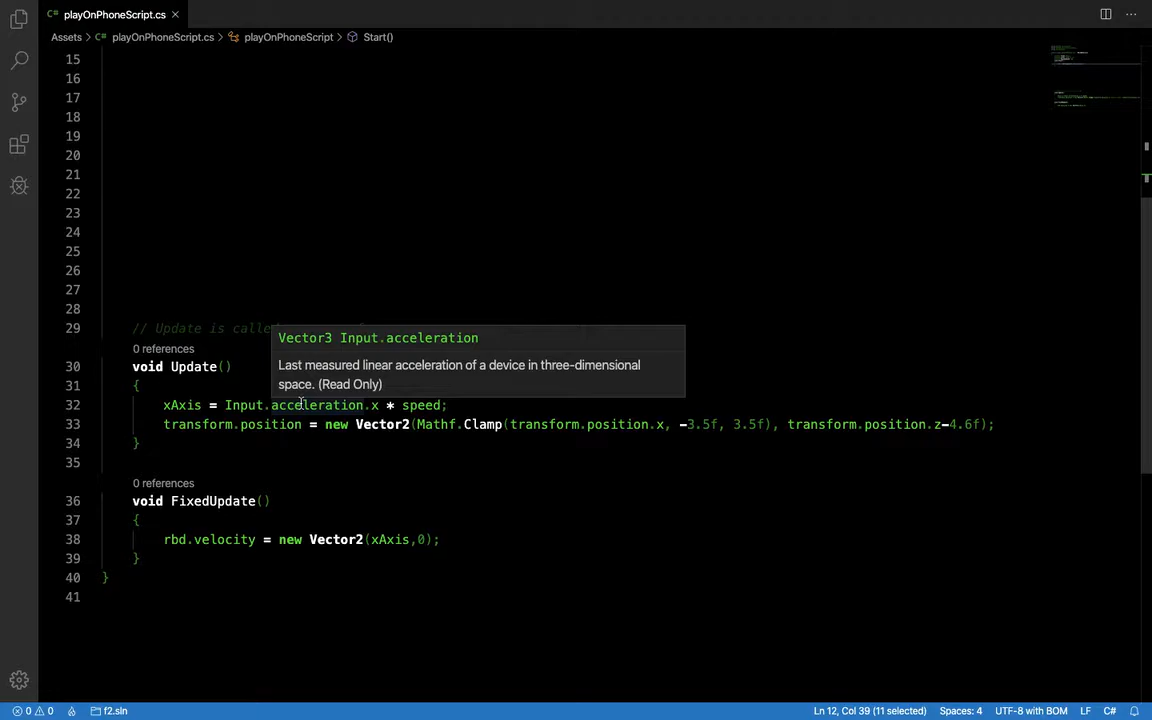 C# playOnPhoneScript.cs ×
Assets > C# playOnPhoneScript.cs > playOnPhoneScript > Start()
15
16
17
18
19
20
21
22
23
24
25
26
27
28
29 // Update is calle
Vector3 Input.acceleration
Last measured linear acceleration of a device in three-dimensional
space. (Read Only)
0 references
30 void Update()
31 {
32 xAxis = Input.acceleration.x * speed;
33 transform.position = new Vector2(Mathf.Clamp(transform.position.x, -3.5f, 3.5f), transform.position.z-4.6f);
34 }
35
0 references
36 void FixedUpdate()
37 {
38 rbd.velocity = new Vector2(xAxis,0);
39 }
40 }
41
0 0 f2.sln Ln 12, Col 39 (11 selected) Spaces: 4 UTF-8 with BOM LF C#